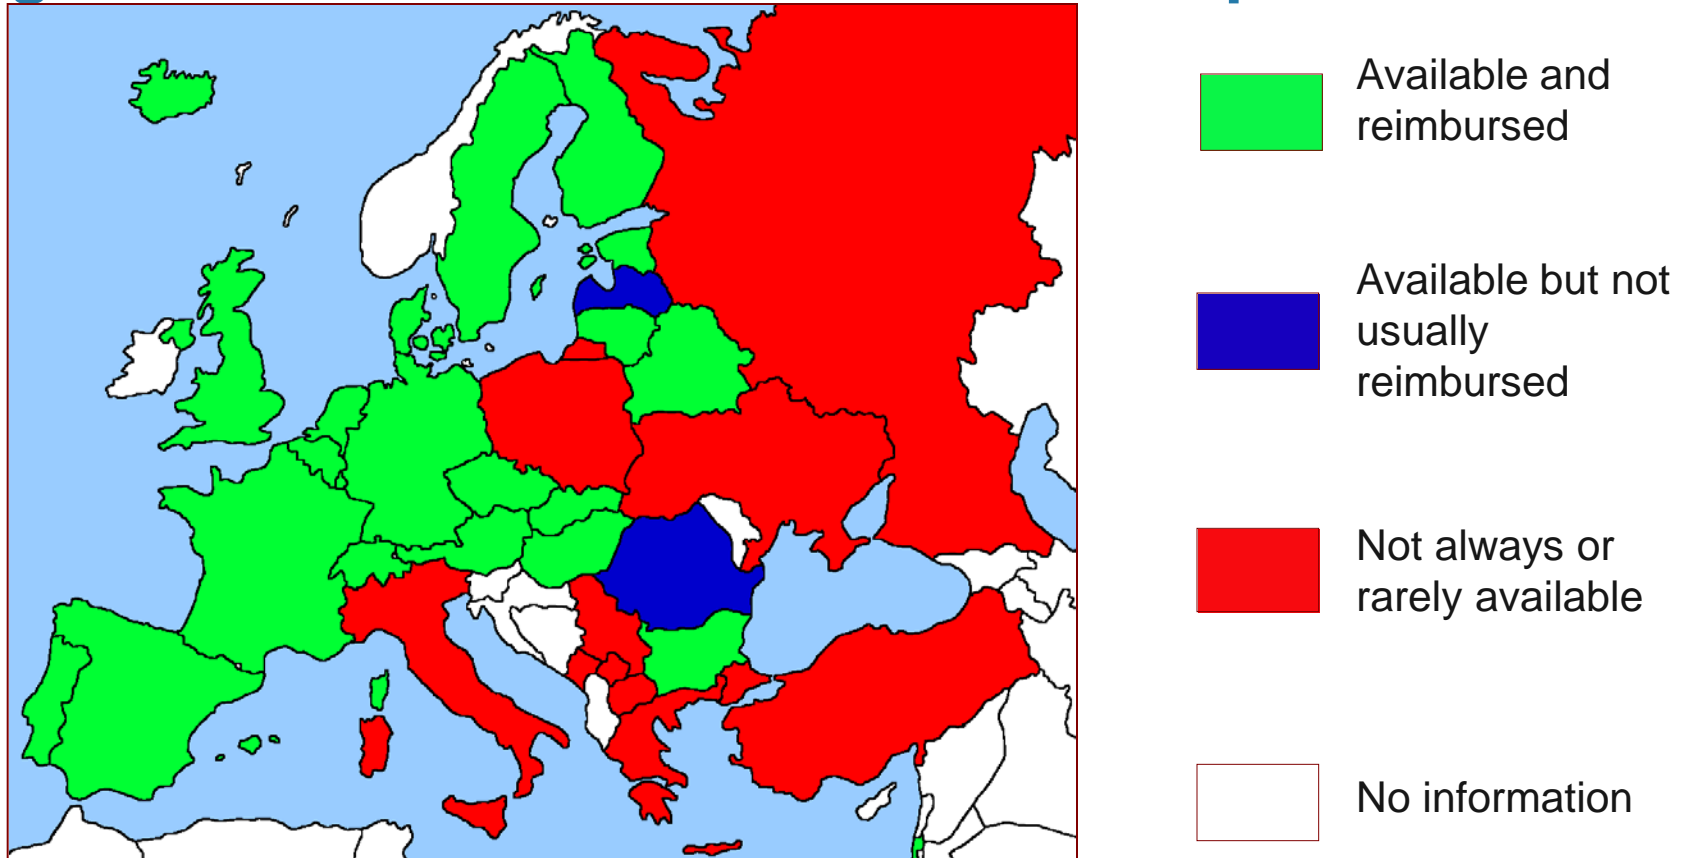 Available and
reimbursed
Available but not
usually
reimbursed
Not always or
rarely available
No information